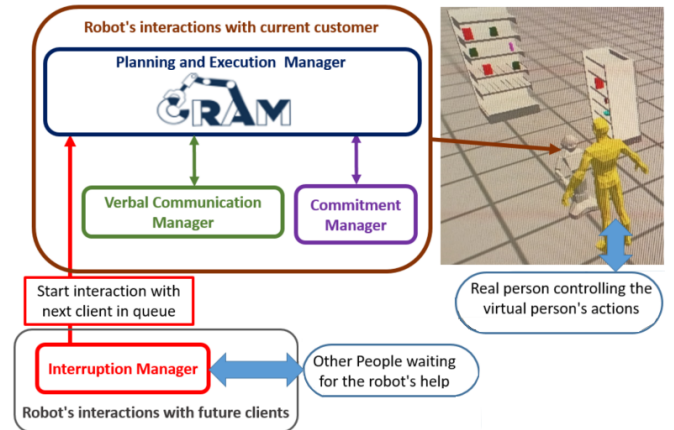 Robot's interactions with current customer
Planning and Execution Manager
CRAM
Verbal Communication
Manager
Commitment
Manager
Real person controlling the
virtual person's actions
Start interaction with
next client in queue
Interruption Manager
Other People waiting
for the robot's help
Robot's interactions with future clients